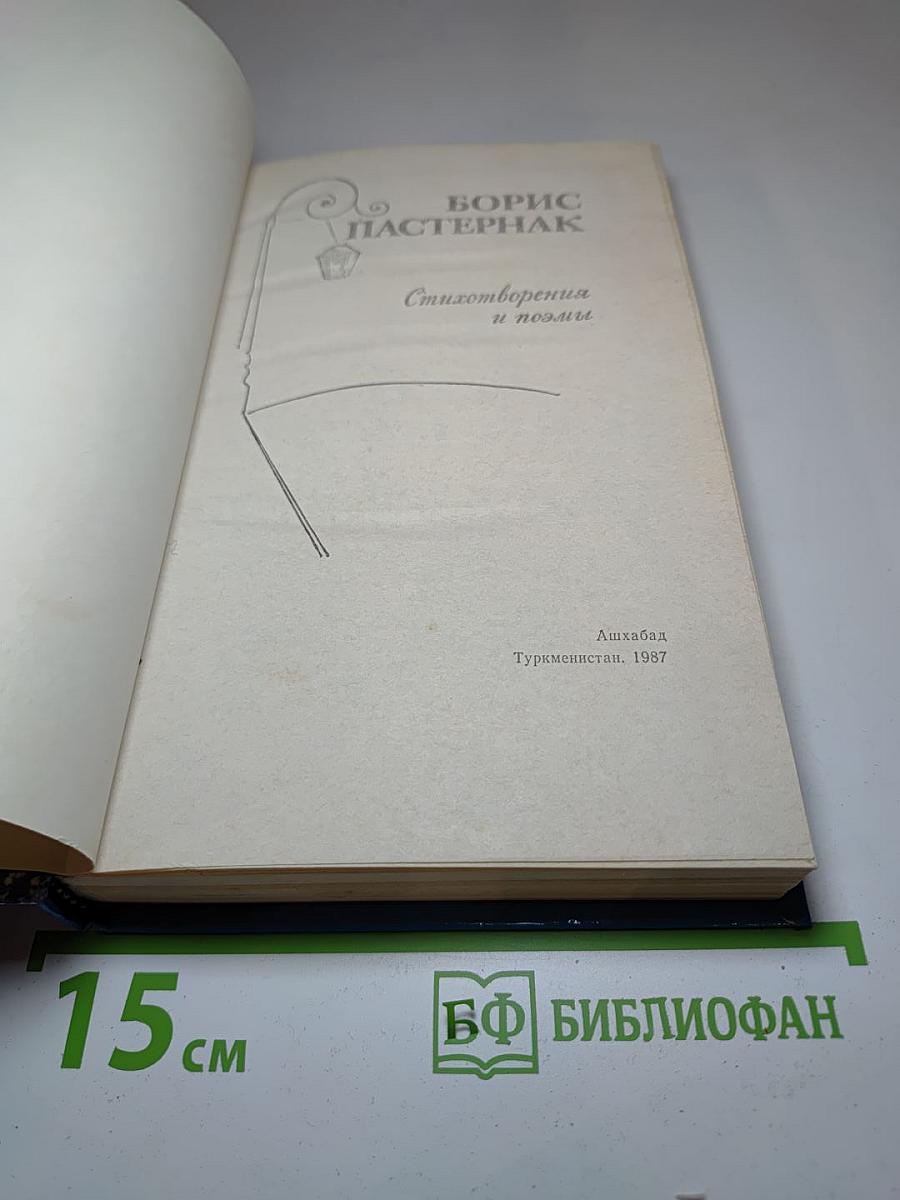 БОРИС
ПАСТЕРНАК
Стихотворения
и поэмы
Ашхабад
Туркменистан. 1987
15 см
БФ БИБЛИОФАН